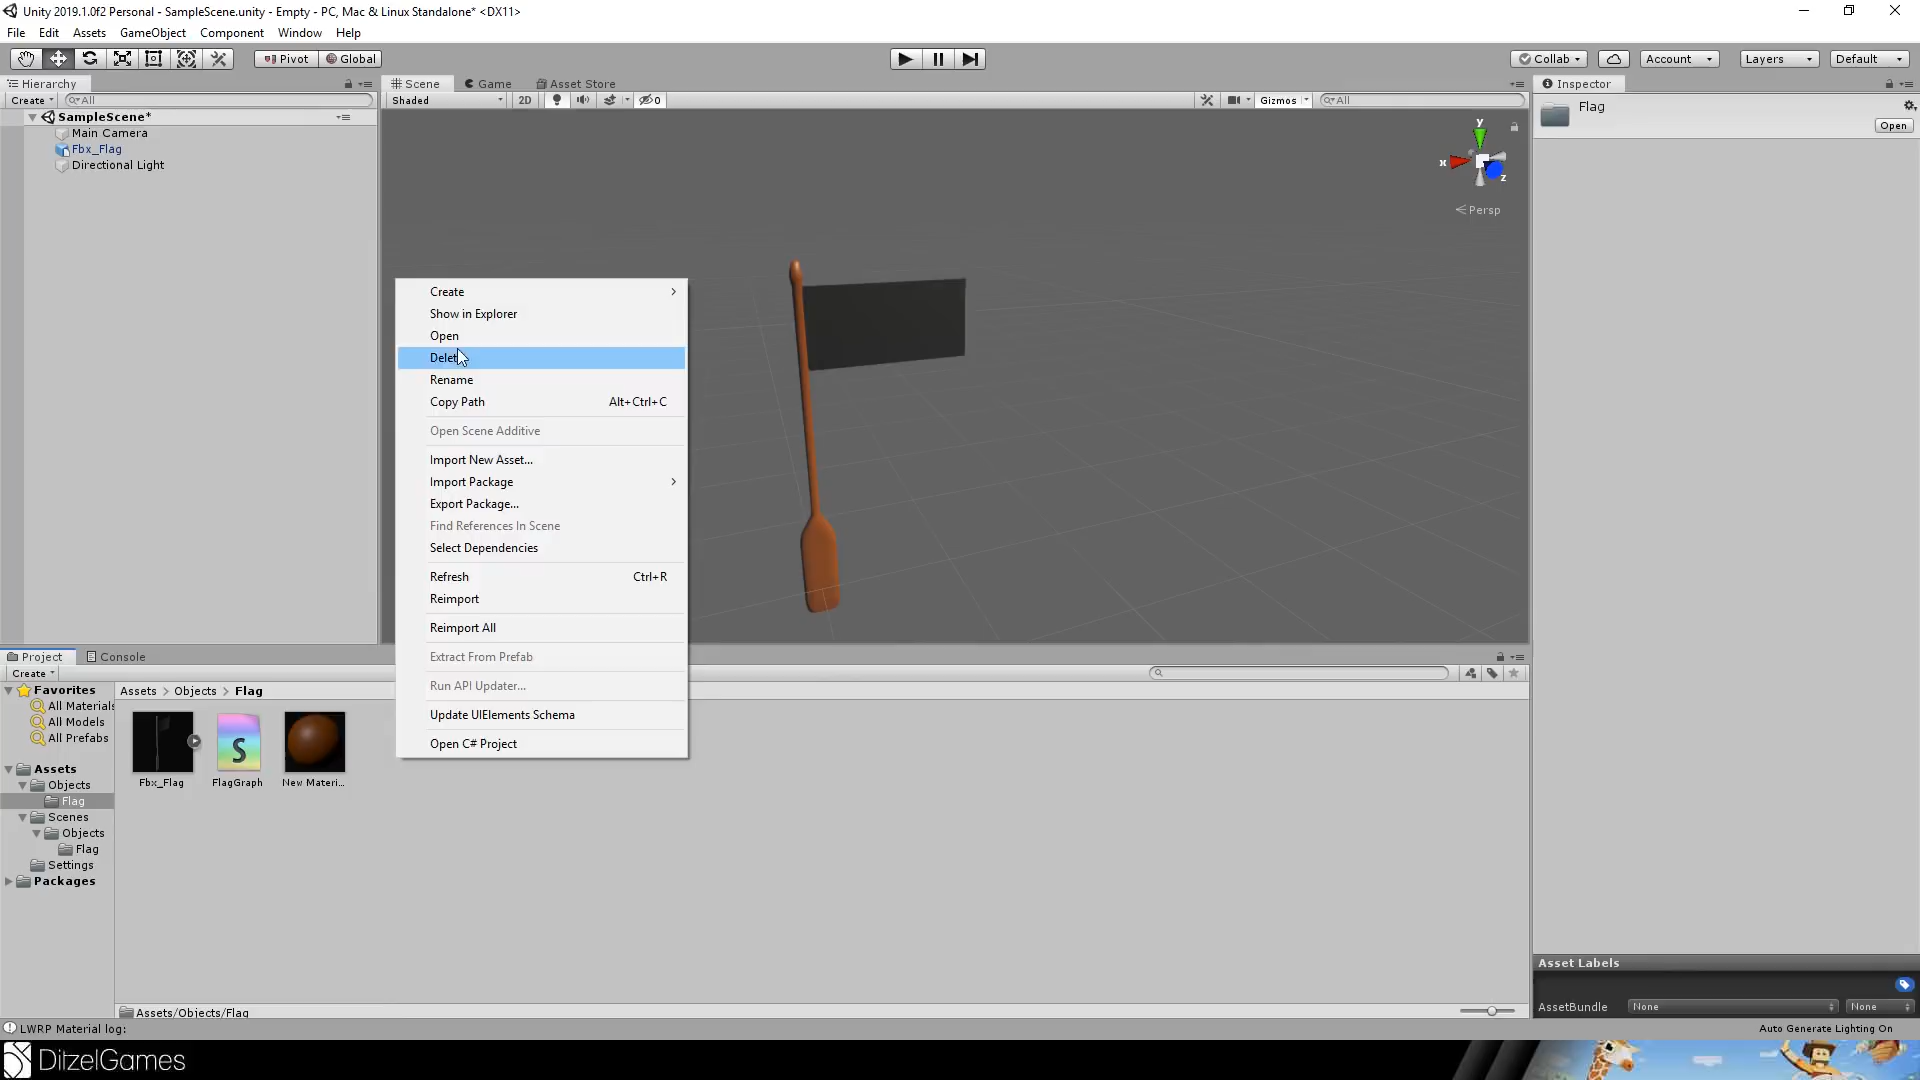 Unity 2019.1.0f2 Personal - SampleScene.unity - Empty - PC, Mac & Linux Standalone* <DX11>
File Edit Assets GameObject Component Window Help
Pivot Global Collab Account Layers Default
Hierarchy Scene Game Asset Store Inspector
Create All Shaded 2D 0 Gizmos All
Flag
Open
SampleScene*
Main Camera
Fbx_Flag
Directional Light
y
x
z
Persp
Create
Show in Explorer
Open
Delet
Rename
Copy Path Alt+Ctrl+C
Open Scene Additive
Import New Asset...
Import Package
Export Package...
Find References In Scene
Select Dependencies
Refresh Ctrl+R
Reimport
Reimport All
Extract From Prefab
Run API Updater...
Update UIElements Schema
Open C# Project
Project Console
Create
Favorites
All Materials
All Models
All Prefabs
Assets
Objects
Flag
Scenes
Objects
Flag
Settings
Packages
Assets > Objects > Flag
S
Fbx_Flag FlagGraph New Materi...
Assets/Objects/Flag
Asset Labels
AssetBundle None None
LWRP Material log:
Auto Generate Lighting On
DitzelGames